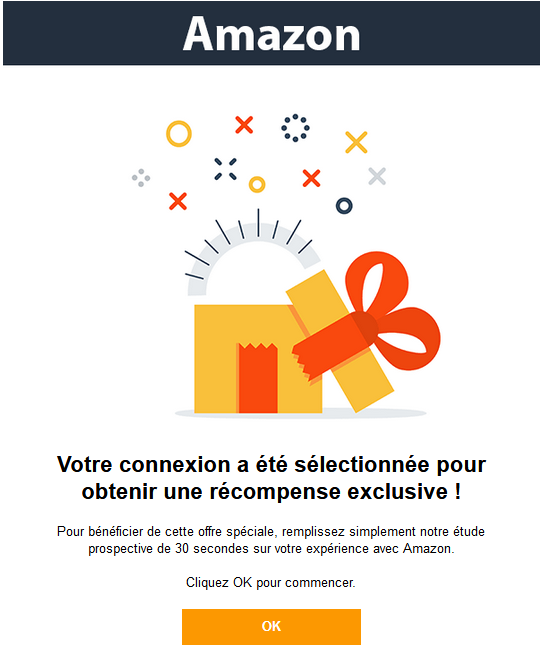 Amazon
Votre connexion a été sélectionnée pour
obtenir une récompense exclusive !
Pour bénéficier de cette offre spéciale, remplissez simplement notre étude
prospective de 30 secondes sur votre expérience avec Amazon.
Cliquez OK pour commencer.
OK